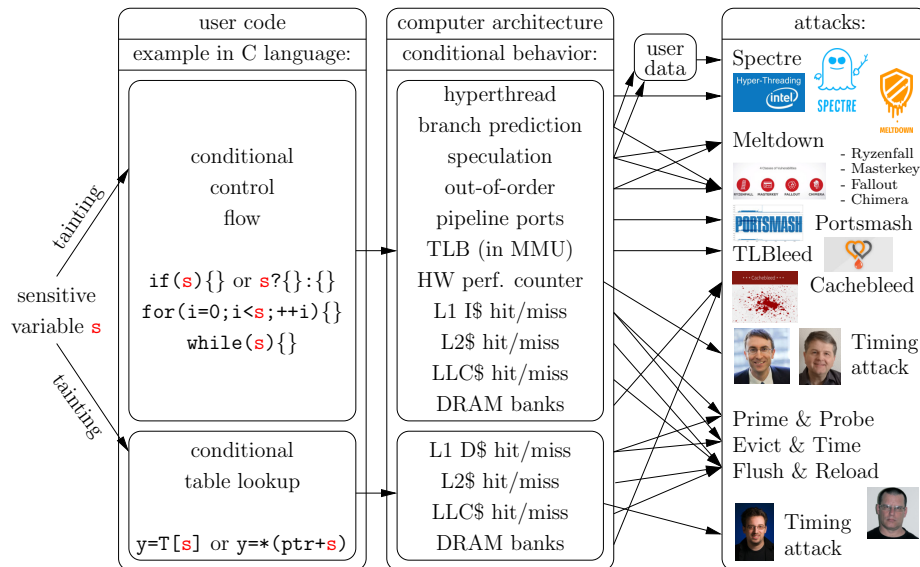 user code
example in C language:
conditional
control
flow
if(s){} or s?{}:{}
for(i=0;i<s;++i){}
while(s){}
conditional
table lookup
y=T[s] or y=*(ptr+s)
tainting
sensitive
variable s
tainting
computer architecture
conditional behavior:
hyperthread
branch prediction
speculation
out-of-order
pipeline ports
TLB (in MMU)
HW perf. counter
L1 I$ hit/miss
L2$ hit/miss
LLC$ hit/miss
DRAM banks
L1 D$ hit/miss
L2$ hit/miss
LLC$ hit/miss
DRAM banks
user
data
attacks:
Spectre
Hyper-Threading
intel
SPECTRE
MELTDOWN
Meltdown
- Ryzenfall
- Masterkey
- Fallout
- Chimera
RYZENFALL MASTERKEY FALLOUT CHIMERA
PORTSMASH
Portsmash
TLBleed
Cachebleed
Cachebleed
Timing
attack
Prime & Probe
Evict & Time
Flush & Reload
Timing
attack